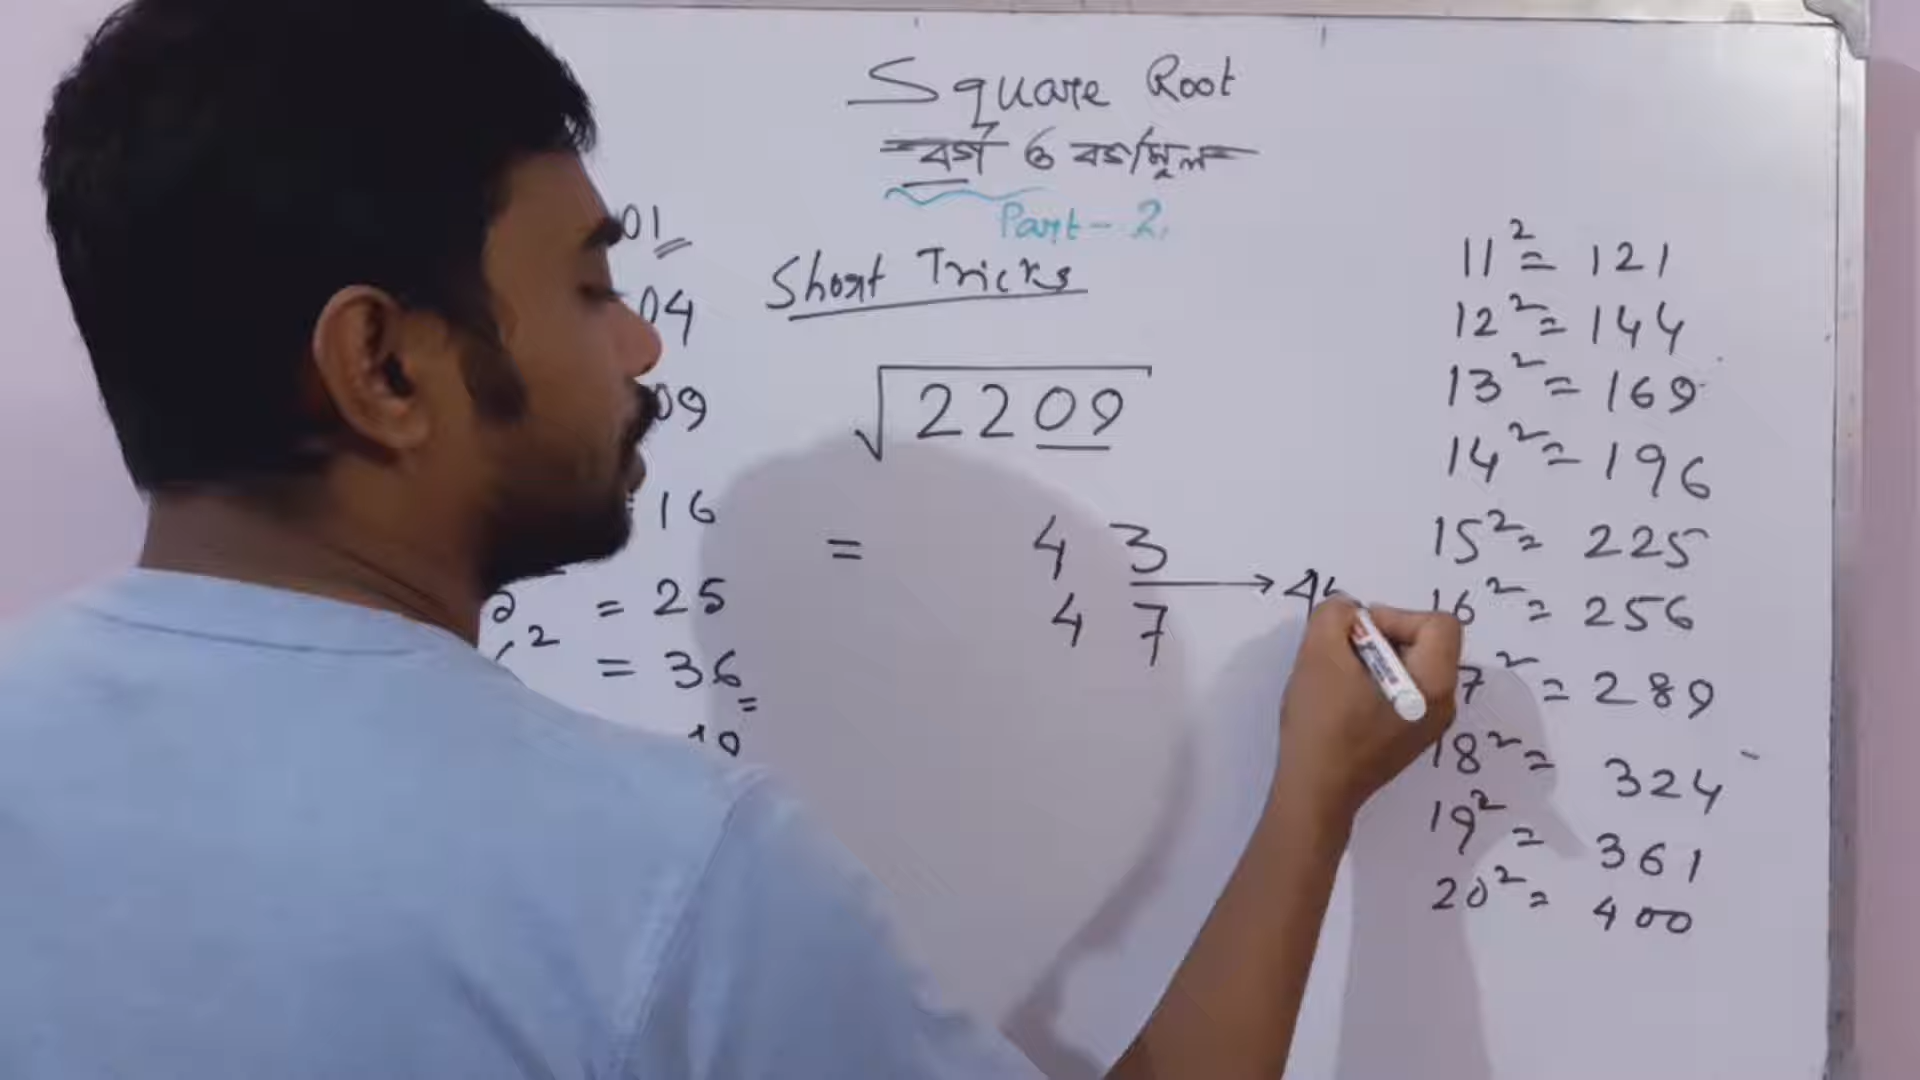 Square Root
বর্গ ও বর্গমূল
Part-2.
Short Tricks
01
04
09
= 16
= 25
2 = 36
√2209
= 4 3
4 7
→ 4
11² = 121
12² = 144
13² = 169
14² = 196
15² = 225
16² = 256
7² = 289
18² = 324
19² = 361
20² = 400